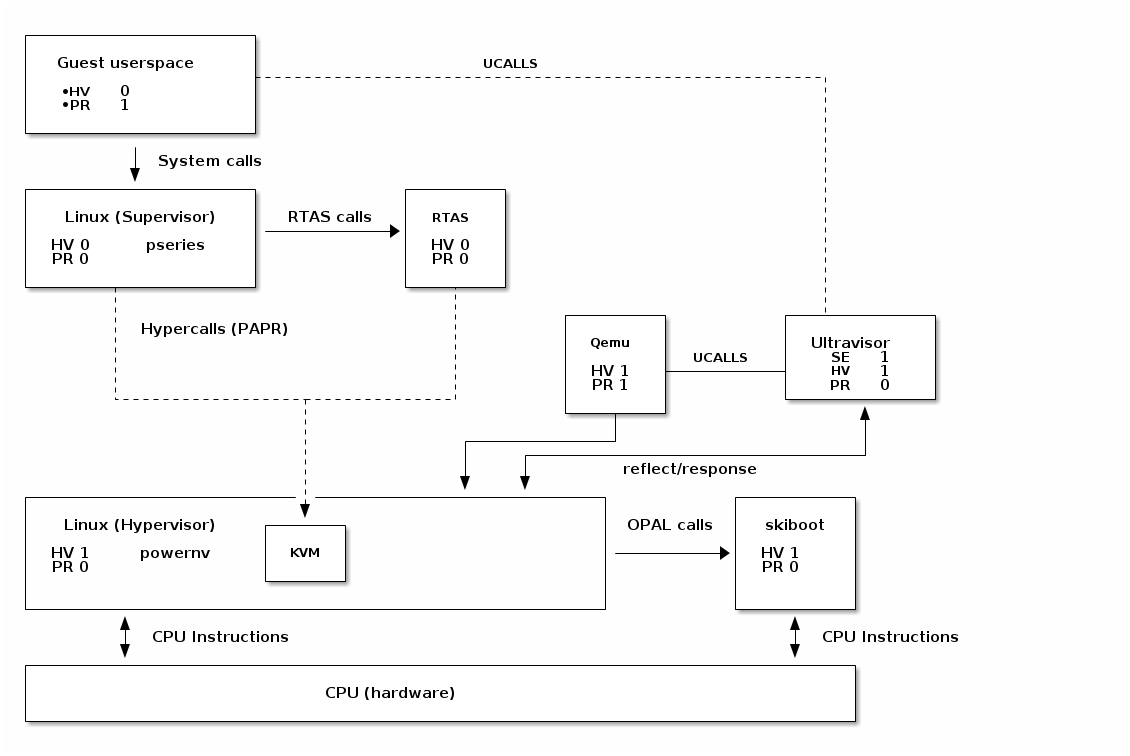 Guest userspace
•HV 0
•PR 1
UCALLS
System calls
Linux (Supervisor)
HV 0 pseries
PR 0
RTAS calls
RTAS
HV 0
PR 0
Hypercalls (PAPR)
Qemu
HV 1
PR 1
UCALLS
Ultravisor
SE 1
HV 1
PR 0
reflect/response
Linux (Hypervisor)
HV 1 powernv
PR 0
KVM
OPAL calls
skiboot
HV 1
PR 0
CPU Instructions
CPU Instructions
CPU (hardware)